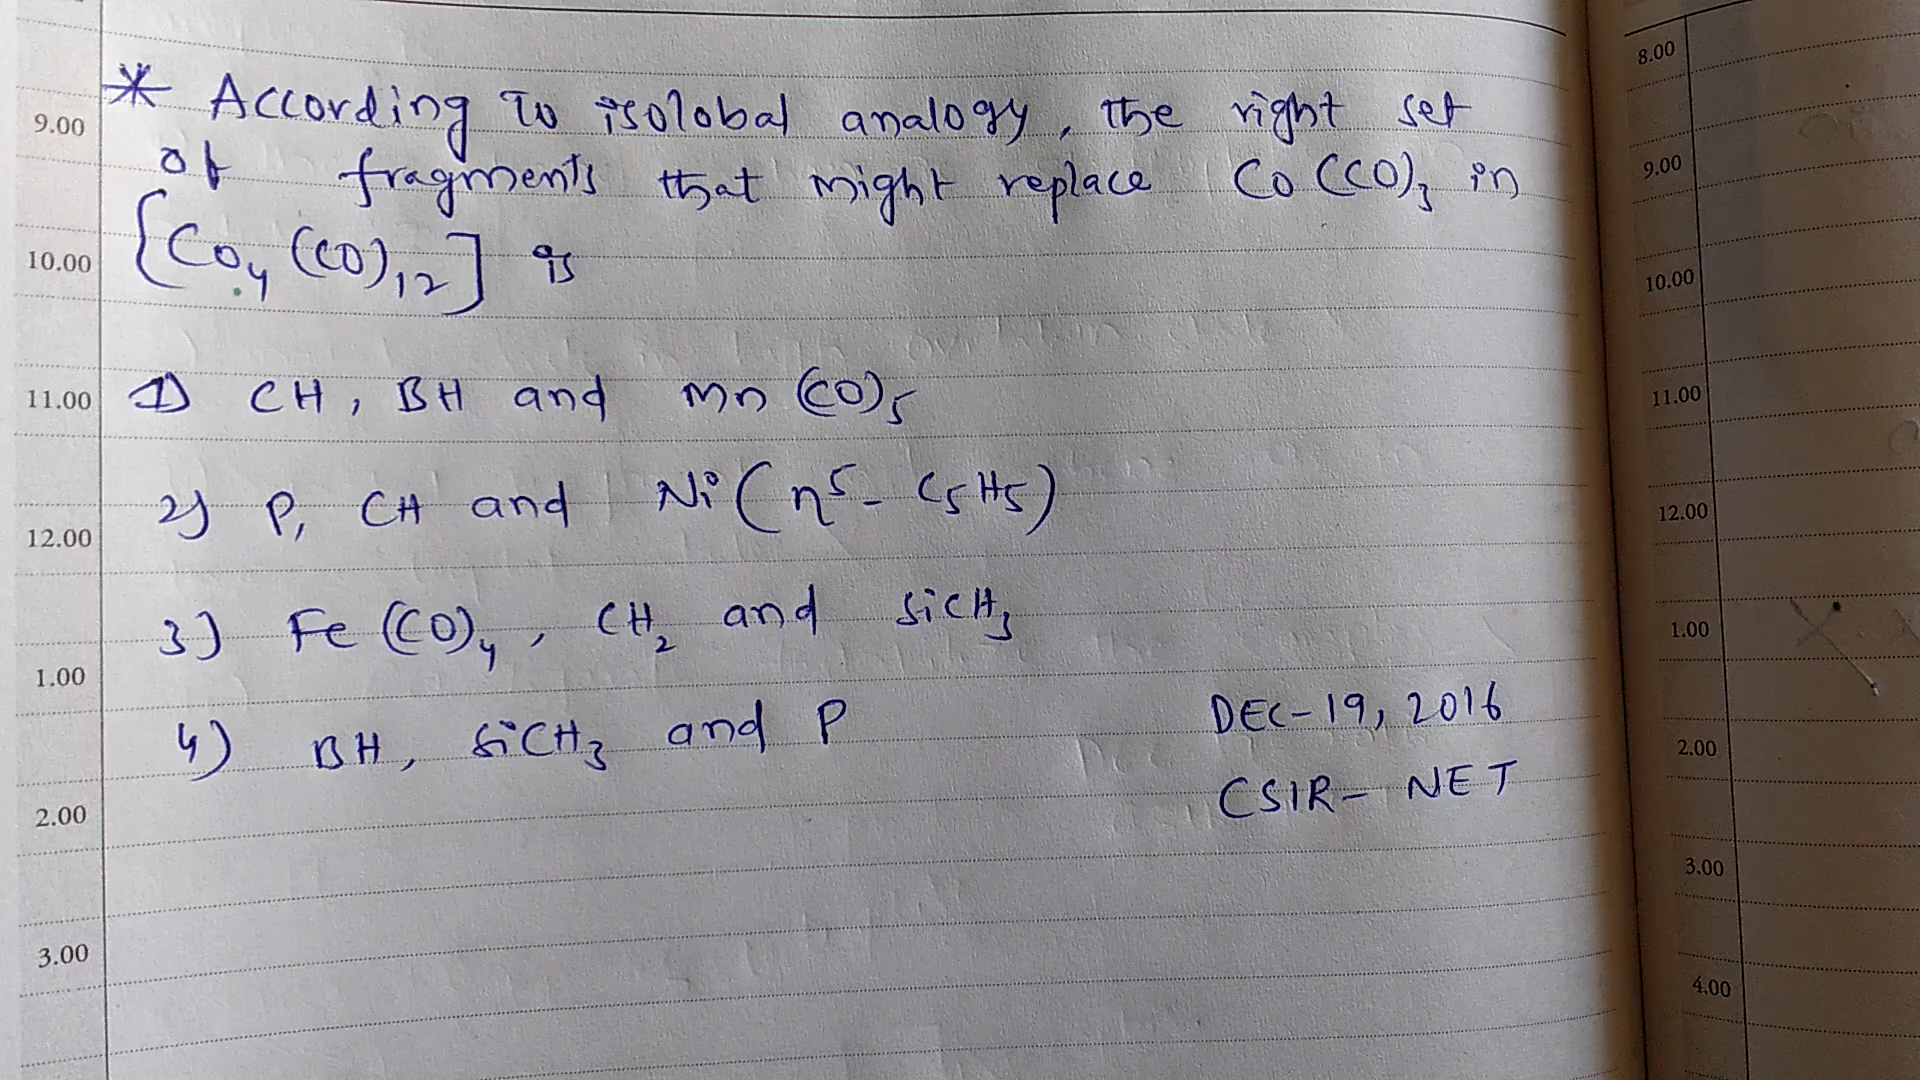 * According to isolobal analogy, the right set
of fragments that might replace Co(CO)₃ in
[Co₄(CO)₁₂] is
1) CH, BH and Mn(CO)₅
2) P, CH and Ni(η⁵-C₅H₅)
3) Fe(CO)₄, CH₂ and SiCH₃
4) BH, SiCH₃ and P
DEC-19, 2016
CSIR- NET
9.00
10.00
11.00
12.00
1.00
2.00
3.00
8.00
9.00
10.00
11.00
12.00
1.00
2.00
3.00
4.00